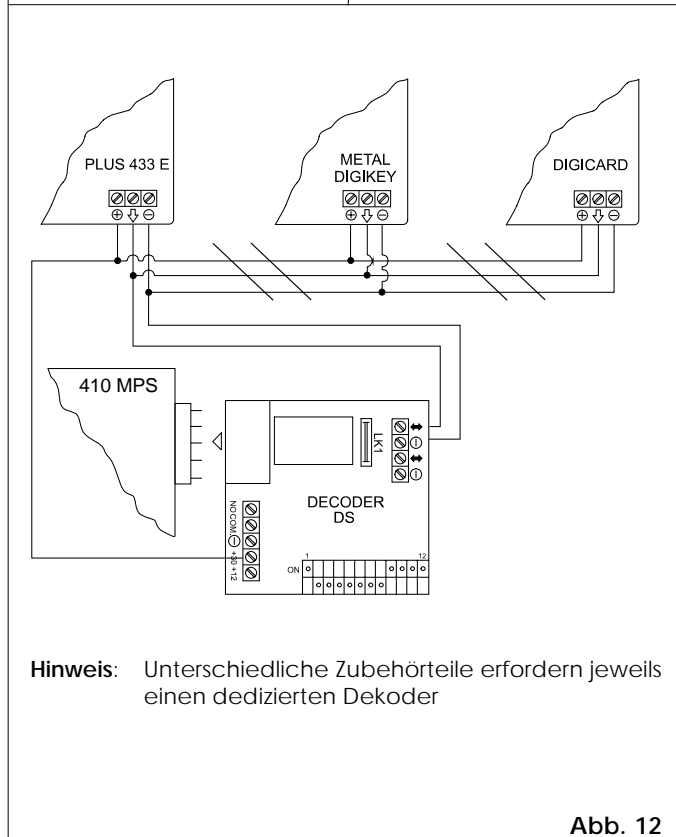 PLUS 433 E
METAL
DIGIKEY
DIGICARD
410 MPS
LK1
DECODER
DS
NO COM
+30 +12
1 12
ON
Hinweis: Unterschiedliche Zubehörteile erfordern jeweils
einen dedizierten Dekoder
Abb. 12